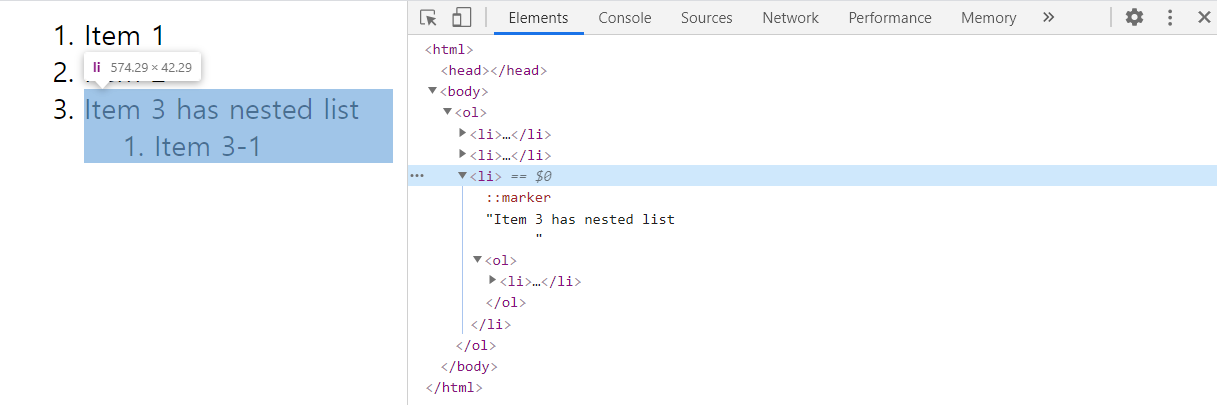 1. Item 1
li 574.29 × 42.29
2.
3. Item 3 has nested list
1. Item 3-1
Elements Console Sources Network Performance Memory »
<html>
<head></head>
<body>
<ol>
<li>…</li>
<li>…</li>
… <li> == $0
::marker
"Item 3 has nested list
"
<ol>
<li>…</li>
</ol>
</li>
</ol>
</body>
</html>